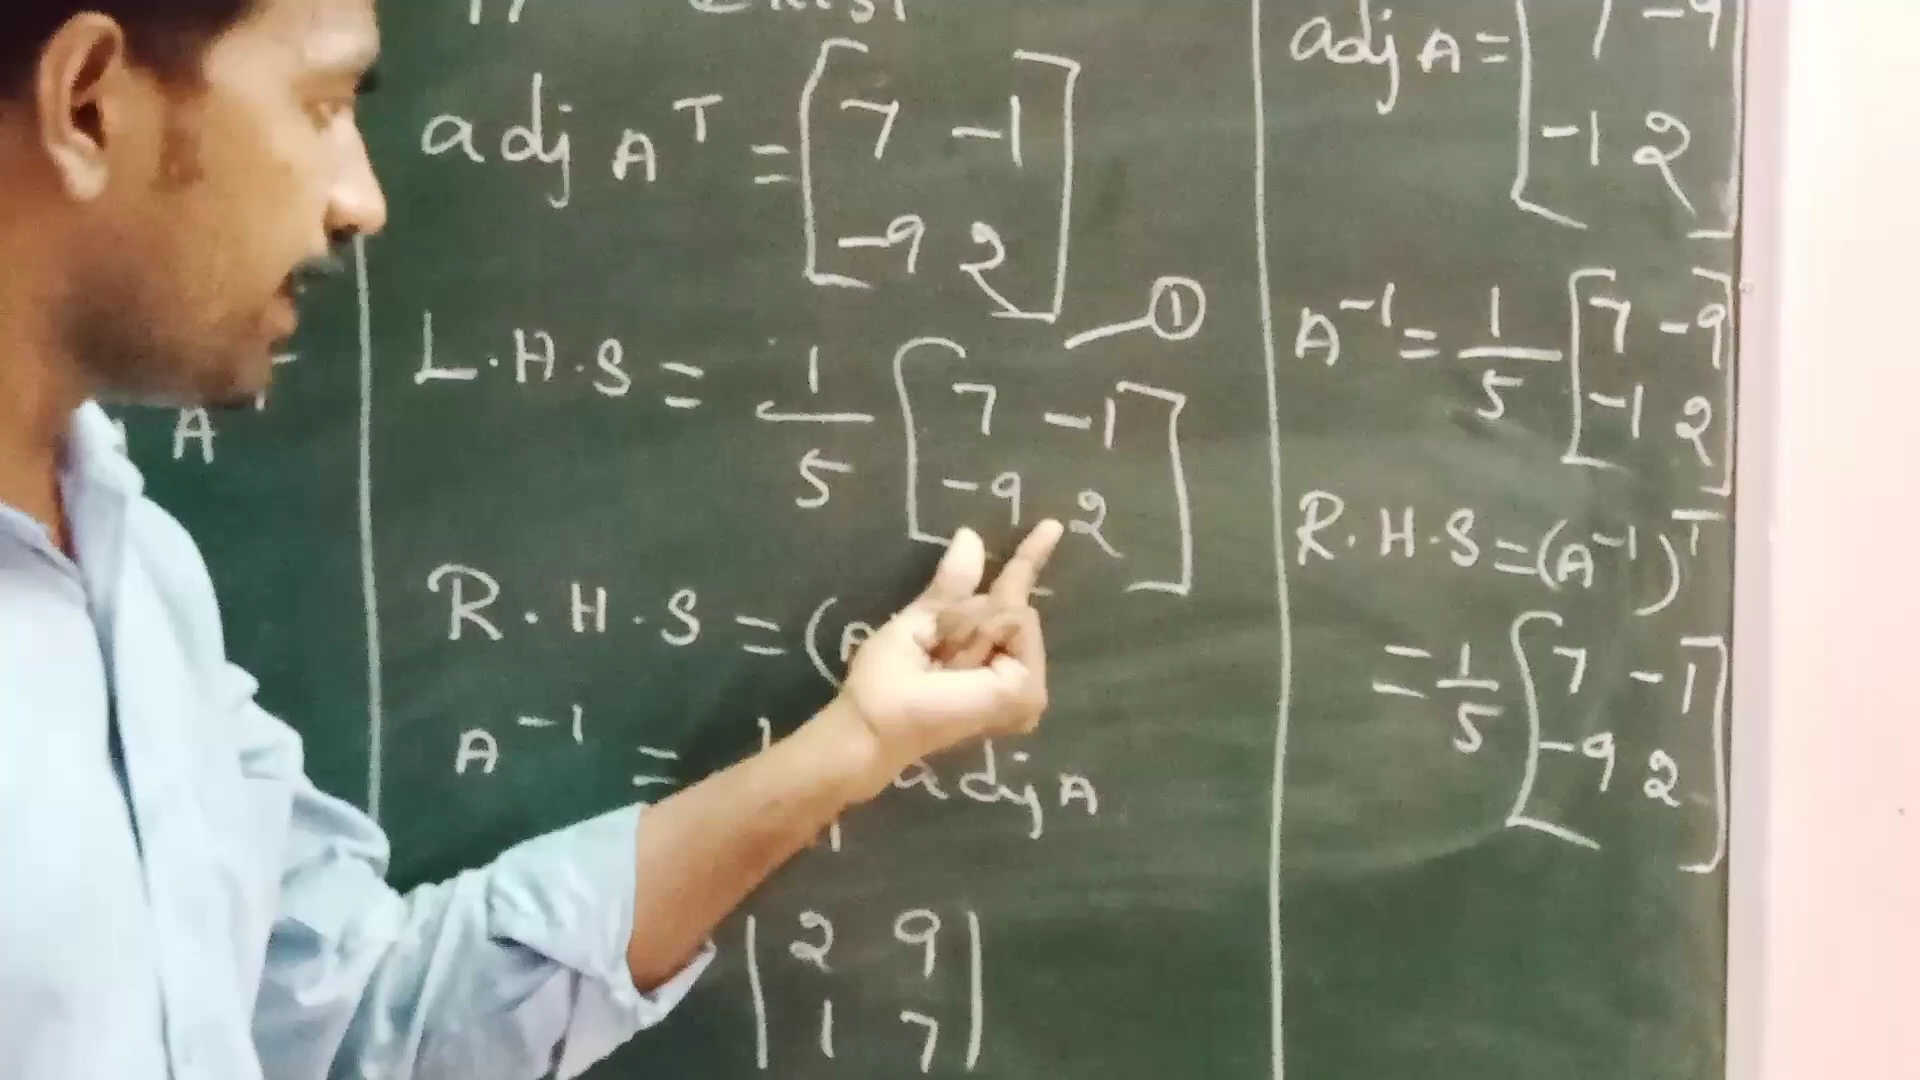 adj A^T = [7 -1
-9 2]
L.H.S = 1/5 [7 -1
-9 2] — ①
R.H.S = (A
A^-1 = 1 adj A
|2 9
1 7|
A
adj A = [7 -9
-1 2]
A^-1 = 1/5 [7 -9
-1 2]
R.H.S = (A^-1)^T
= 1/5 [7 -1
-9 2]